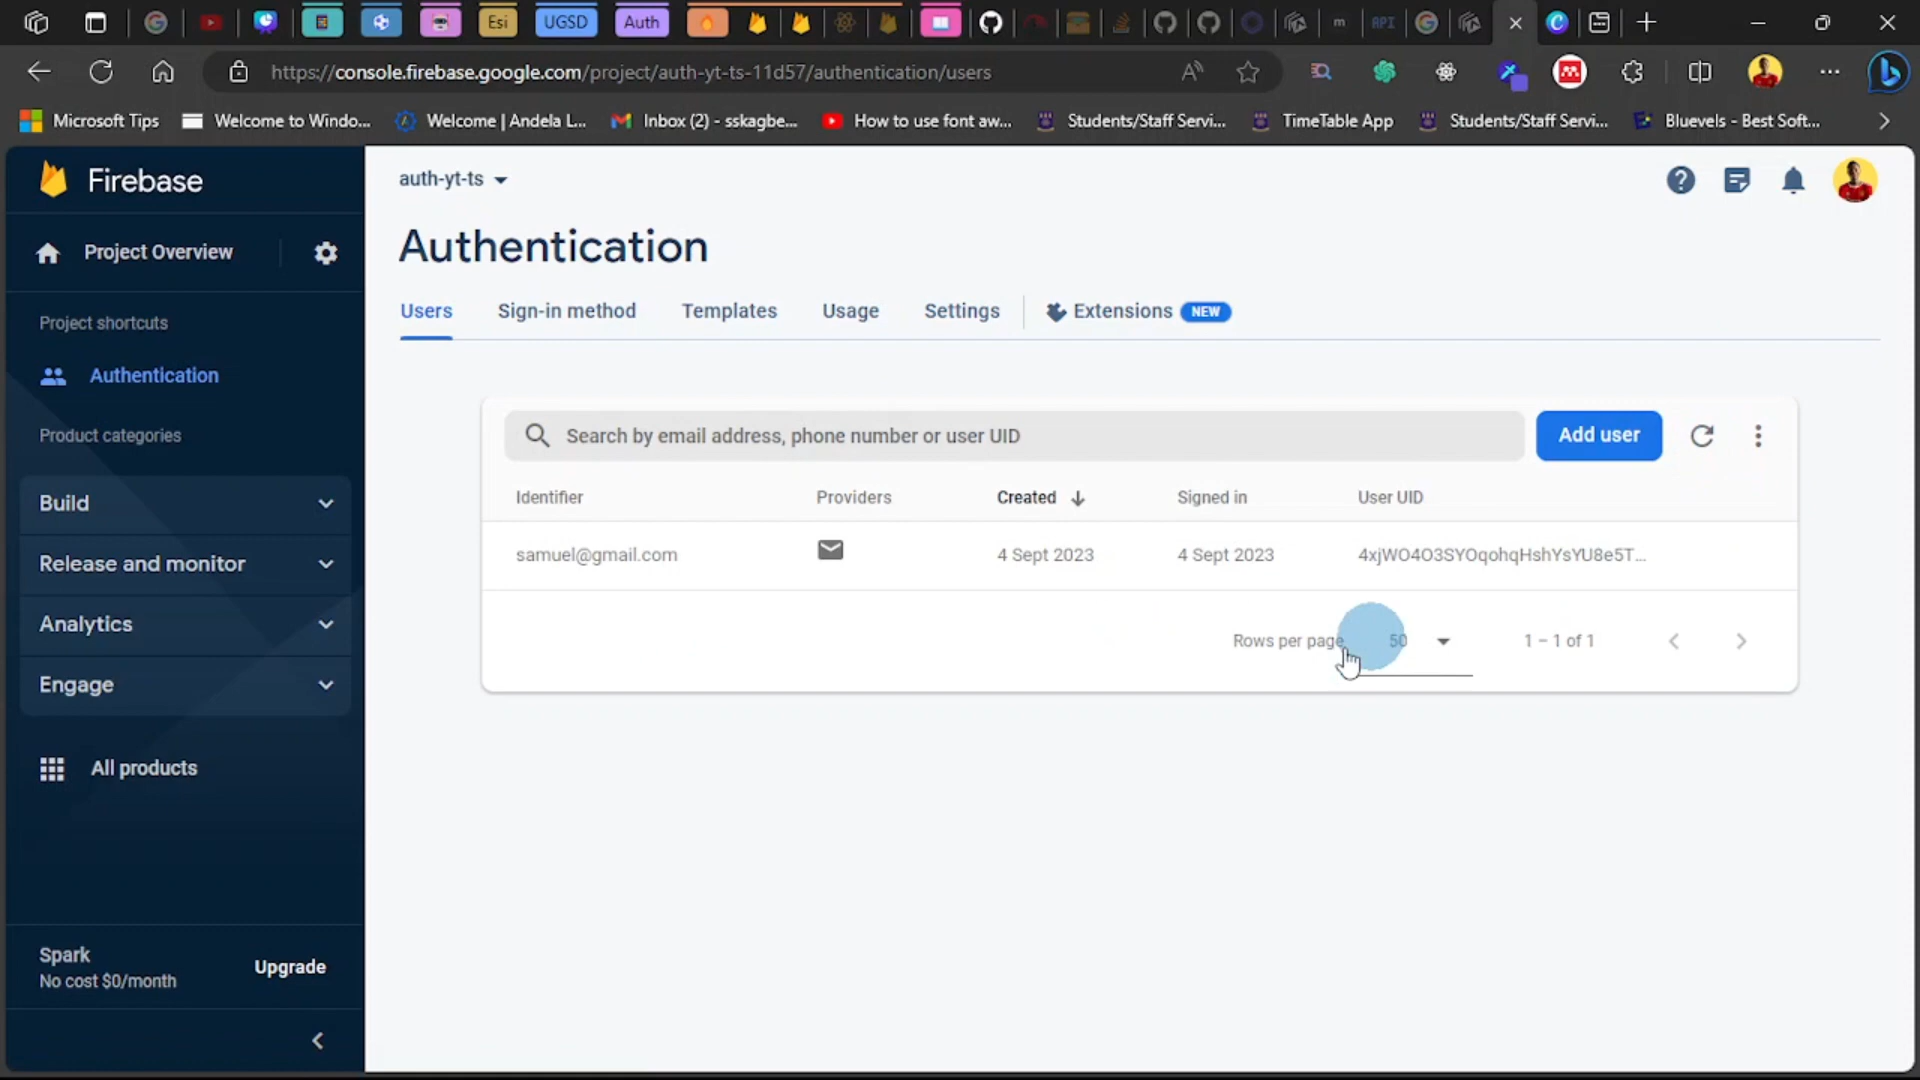 Esi
UGSD
Auth
m
API
https://console.firebase.google.com/project/auth-yt-ts-11d57/authentication/users
Microsoft Tips
Welcome to Windo...
Welcome | Andela L...
Inbox (2) - sskagbe...
How to use font aw...
Students/Staff Servi...
TimeTable App
Students/Staff Servi...
Bluevels - Best Soft...
Firebase
auth-yt-ts
Authentication
Project Overview
Users
Sign-in method
Templates
Usage
Settings
Extensions
NEW
Project shortcuts
Authentication
Product categories
Search by email address, phone number or user UID
Add user
Identifier
Providers
Created
Signed in
User UID
Build
samuel@gmail.com
4 Sept 2023
4 Sept 2023
4xjWO4O3SYOqohqHshYsYU8e5T...
Release and monitor
Analytics
Rows per page
50
1 – 1 of 1
Engage
All products
Spark
No cost $0/month
Upgrade